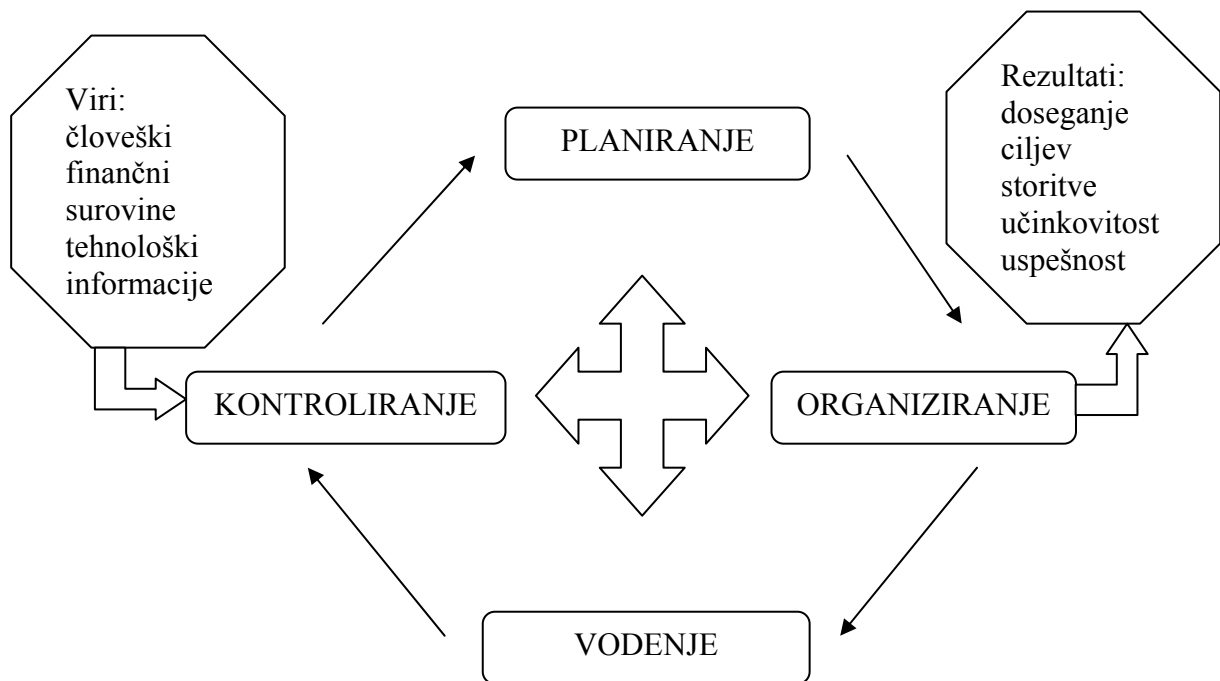 Viri:
človeški
finančni
surovine
tehnološki
informacije
PLANIRANJE
Rezultati:
doseganje
ciljev
storitve
učinkovitost
uspešnost
KONTROLIRANJE
ORGANIZIRANJE
VODENJE